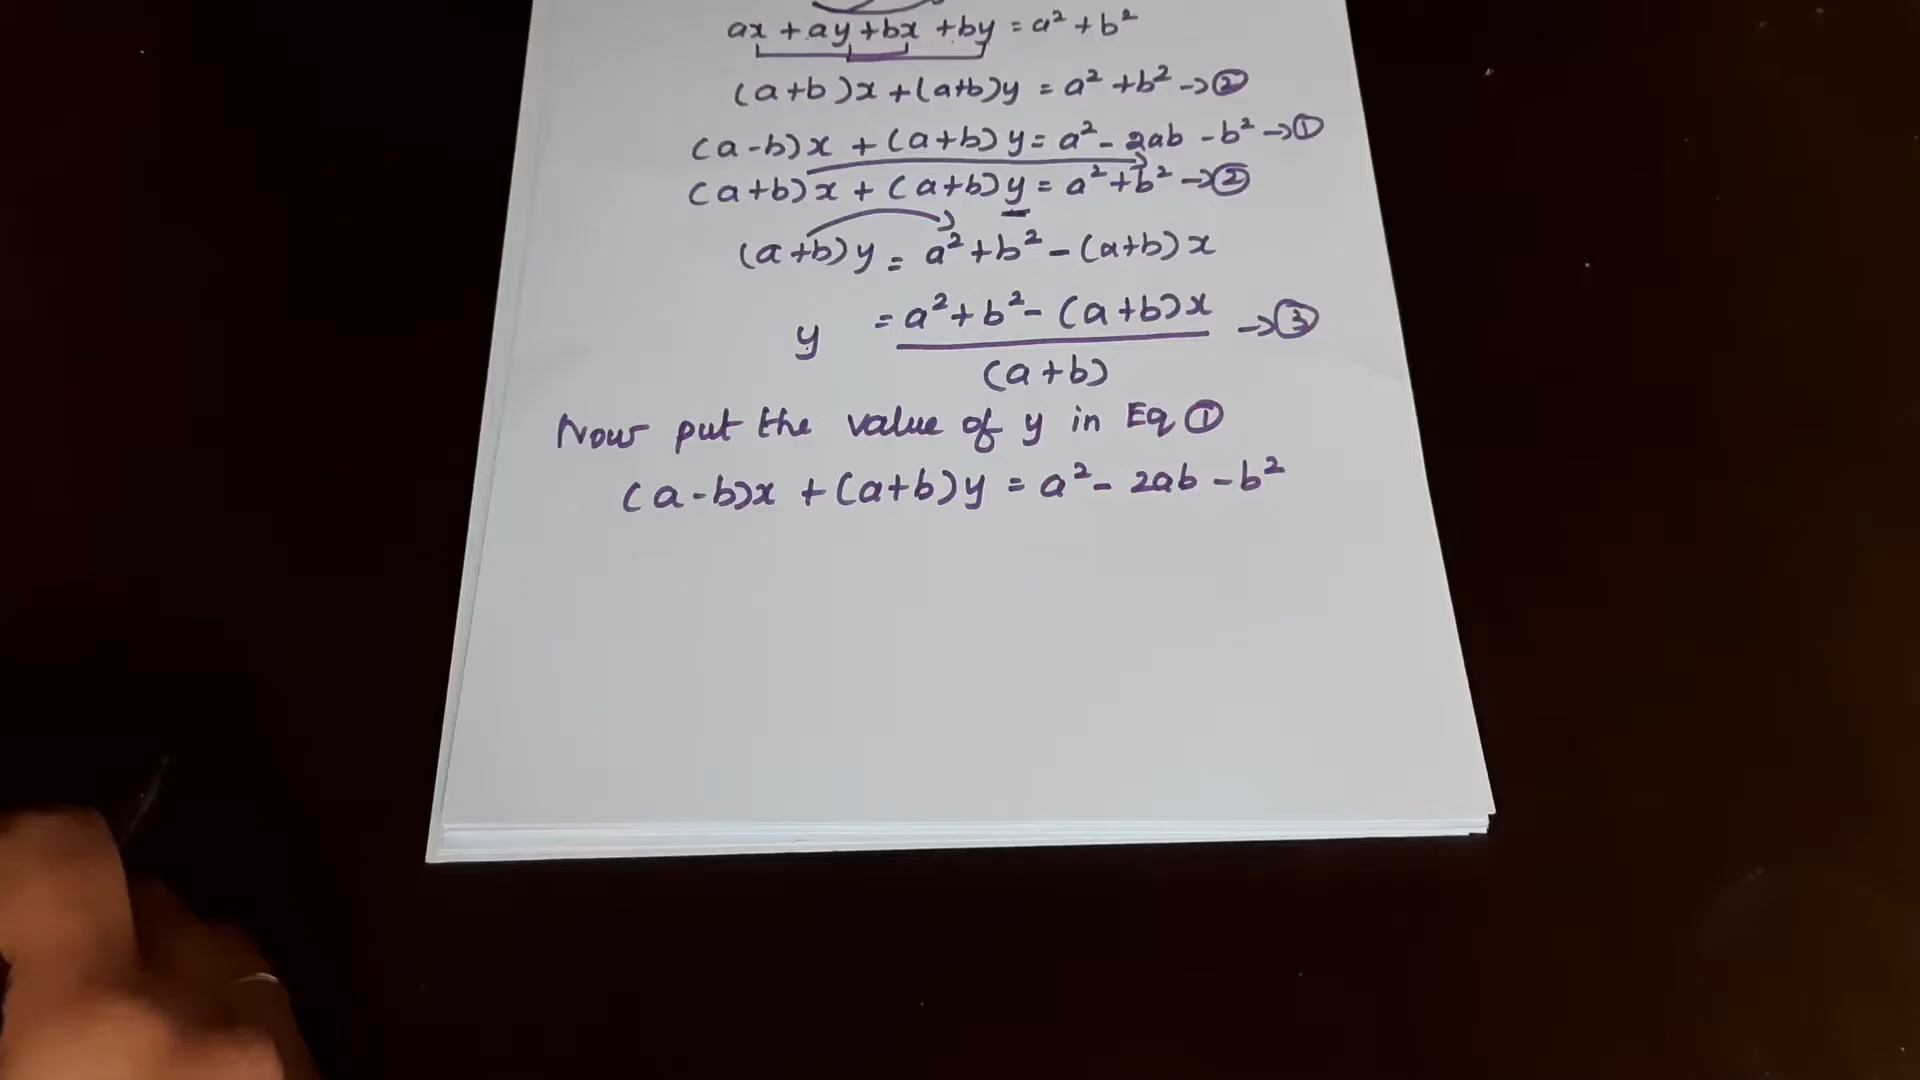 ax + ay + bx + by = a² + b²
(a+b)x + (a+b)y = a² + b² → ②
(a-b)x + (a+b)y = a² - 2ab - b² → ①
(a+b)x + (a+b)y = a² + b² → ②
(a+b)y = a² + b² - (a+b)x
y = a² + b² - (a+b)x → ③
(a+b)
Now put the value of y in Eq ①
(a-b)x + (a+b)y = a² - 2ab - b²